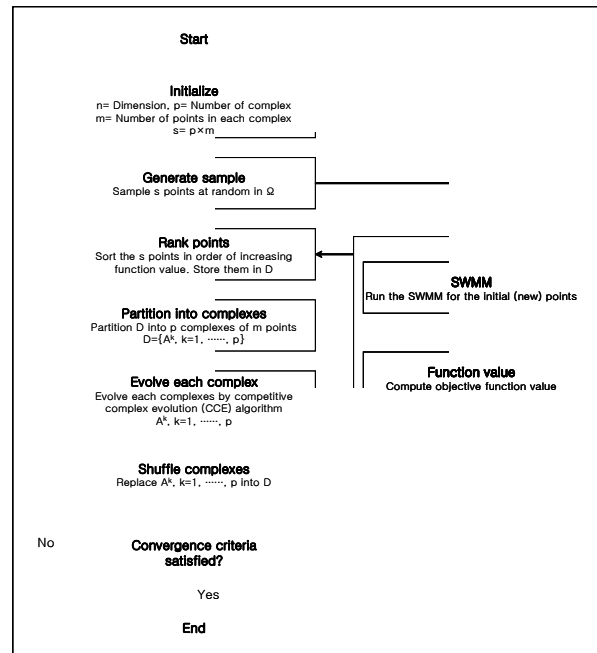 Start
Initialize
n= Dimension, p= Number of complex
m= Number of points in each complex
s= p×m
Generate sample
Sample s points at random in Ω
Rank points
Sort the s points in order of increasing
function value. Store them in D
SWMM
Run the SWMM for the initial (new) points
Partition into complexes
Partition D into p complexes of m points
D={Aᵏ, k=1, ······, p}
Function value
Compute objective function value
Evolve each complex
Evolve each complexes by competitive
complex evolution (CCE) algorithm
Aᵏ, k=1, ······, p
Shuffle complexes
Replace Aᵏ, k=1, ······, p into D
No
Convergence criteria
satisfied?
Yes
End